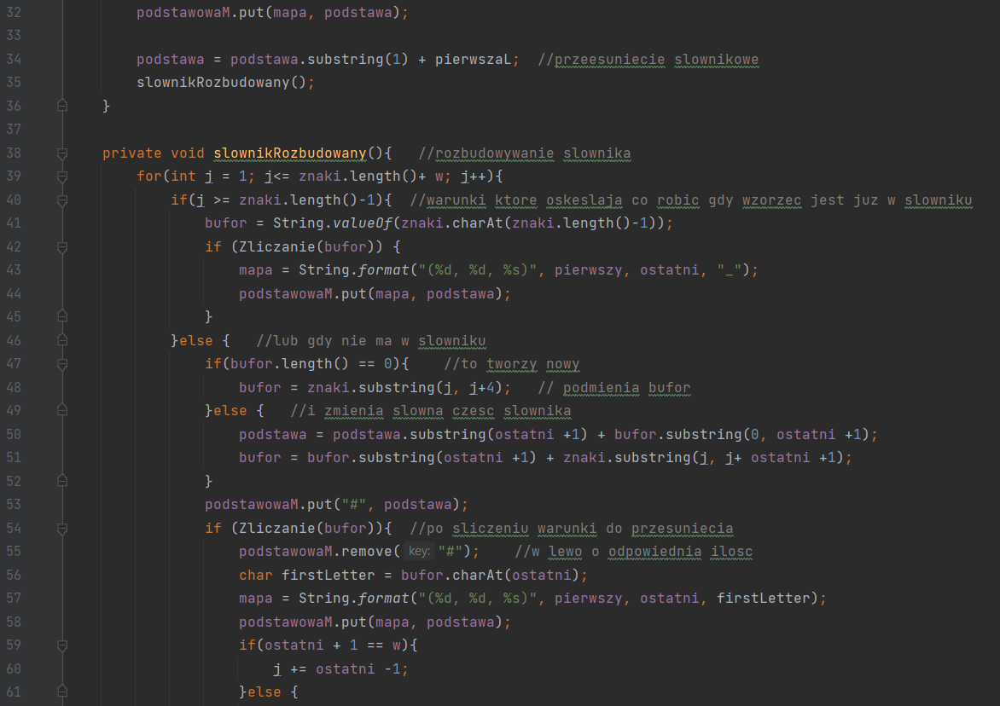 32 podstawowaM.put(mapa, podstawa);
33
34 podstawa = podstawa.substring(1) + pierwszaL; //przeesuniecie slownikowe
35 slownikRozbudowany();
36 }
37
38 private void slownikRozbudowany(){ //rozbudowywanie slownika
39 for(int j = 1; j<= znaki.length()+ w; j++){
40 if(j >= znaki.length()-1){ //warunki ktore oskeslaja co robic gdy wzorzec jest juz w slowniku
41 bufor = String.valueOf(znaki.charAt(znaki.length()-1));
42 if (Zliczanie(bufor)) {
43 mapa = String.format("(%d, %d, %s)", pierwszy, ostatni, "_");
44 podstawowaM.put(mapa, podstawa);
45 }
46 }else { //lub gdy nie ma w slowniku
47 if(bufor.length() == 0){ //to tworzy nowy
48 bufor = znaki.substring(j, j+4); // podmienia bufor
49 }else { //i zmienia slowna czesc slownika
50 podstawa = podstawa.substring(ostatni +1) + bufor.substring(0, ostatni +1);
51 bufor = bufor.substring(ostatni +1) + znaki.substring(j, j+ ostatni +1);
52 }
53 podstawowaM.put("#", podstawa);
54 if (Zliczanie(bufor)){ //po sliczeniu warunki do przesuniecia
55 podstawowaM.remove( key: "#"); //w lewo o odpowiednia ilosc
56 char firstLetter = bufor.charAt(ostatni);
57 mapa = String.format("(%d, %d, %s)", pierwszy, ostatni, firstLetter);
58 podstawowaM.put(mapa, podstawa);
59 if(ostatni + 1 == w){
60 j += ostatni -1;
61 }else {